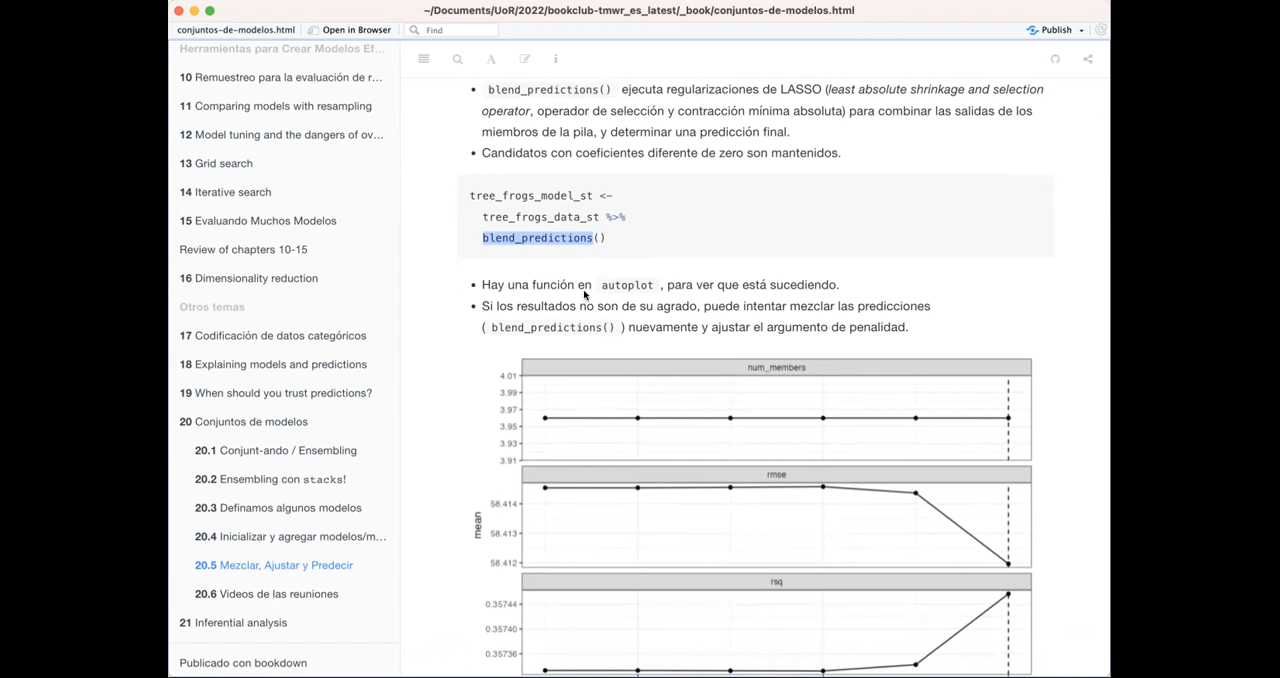 ~/Documents/UoR/2022/bookclub-tmwr_es_latest/_book/conjuntos-de-modelos.html
conjuntos-de-modelos.html
Open in Browser
Find
Publish
Herramientas para Crear Modelos Ef...
10 Remuestreo para la evaluación de r...
11 Comparing models with resampling
12 Model tuning and the dangers of ov...
13 Grid search
14 Iterative search
15 Evaluando Muchos Modelos
Review of chapters 10-15
16 Dimensionality reduction
Otros temas
17 Codificación de datos categóricos
18 Explaining models and predictions
19 When should you trust predictions?
20 Conjuntos de modelos
20.1 Conjunt-ando / Ensembling
20.2 Ensembling con stacks!
20.3 Definamos algunos modelos
20.4 Inicializar y agregar modelos/m...
20.5 Mezclar, Ajustar y Predecir
20.6 Videos de las reuniones
21 Inferential analysis
Publicado con bookdown
• blend_predictions() ejecuta regularizaciones de LASSO (least absolute shrinkage and selection
operator, operador de selección y contracción mínima absoluta) para combinar las salidas de los
miembros de la pila, y determinar una predicción final.
• Candidatos con coeficientes diferente de zero son mantenidos.
tree_frogs_model_st <-
tree_frogs_data_st %>%
blend_predictions()
• Hay una función en autoplot , para ver que está sucediendo.
• Si los resultados no son de su agrado, puede intentar mezclar las predicciones
( blend_predictions() ) nuevamente y ajustar el argumento de penalidad.
num_members
4.01
3.99
3.97
3.95
3.93
3.91
rmse
58.414
58.413
58.412
mean
rsq
0.35744
0.35740
0.35736